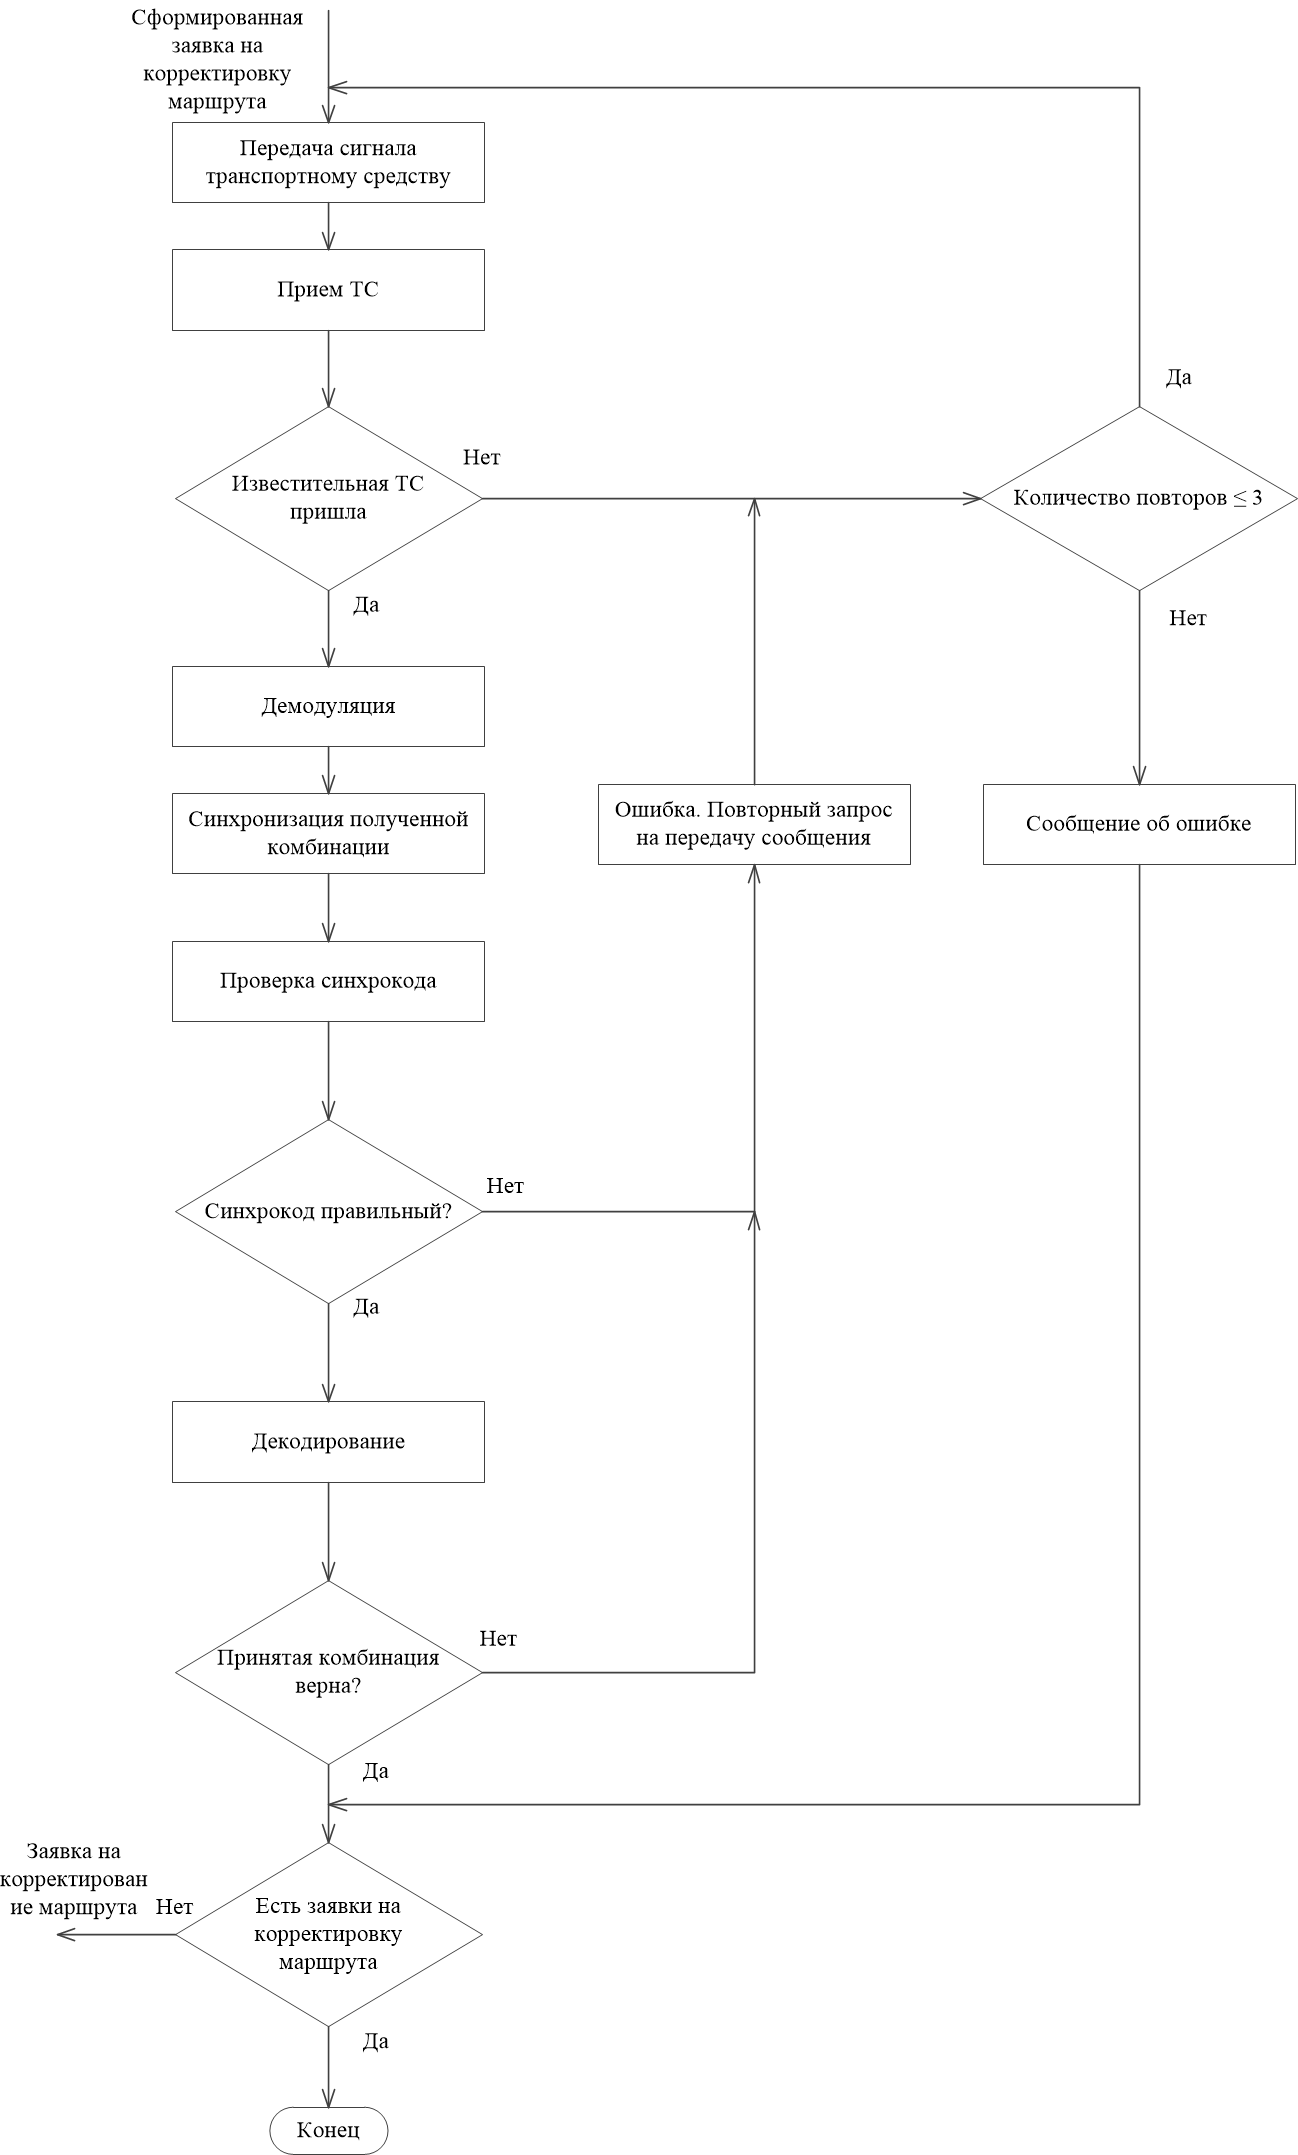 Сформированная
заявка на
корректировку
маршрута
Передача сигнала
транспортному средству
Прием ТС
Да
Нет
Известительная ТС
пришла
Количество повторов ≤ 3
Да
Нет
Демодуляция
Синхронизация полученной
комбинации
Ошибка. Повторный запрос
на передачу сообщения
Сообщение об ошибке
Проверка синхрокода
Нет
Синхрокод правильный?
Да
Декодирование
Нет
Принятая комбинация
верна?
Да
Заявка на
корректирован
ие маршрута
Нет
Есть заявки на
корректировку
маршрута
Да
Конец